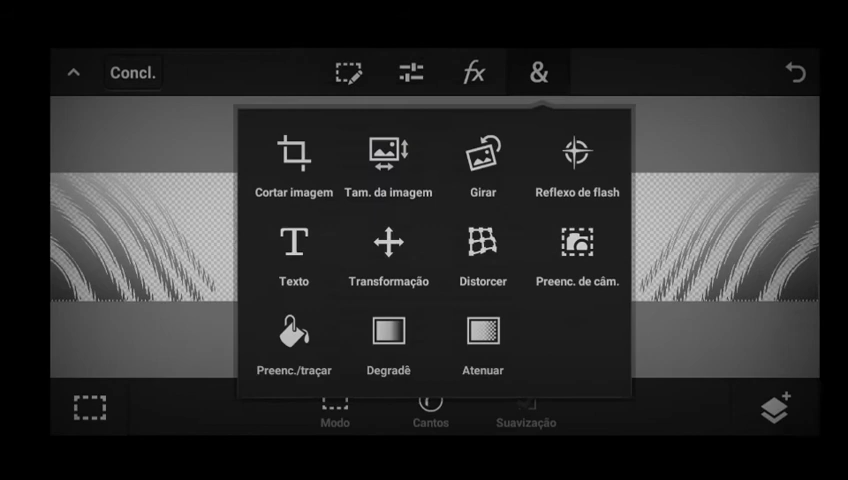 Concl.
fx
&
Cortar imagem
Tam. da imagem
Girar
Reflexo de flash
T
Texto
Transformação
Distorcer
Preenc. de câm.
Preenc./traçar
Degradê
Atenuar
Modo
Cantos
Suavização